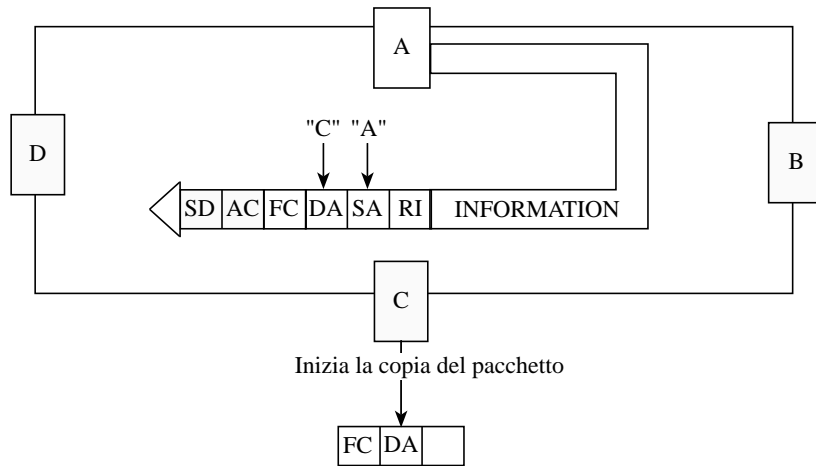 A
D
B
"C" "A"
SD AC FC DA SA RI INFORMATION
C
Inizia la copia del pacchetto
FC DA